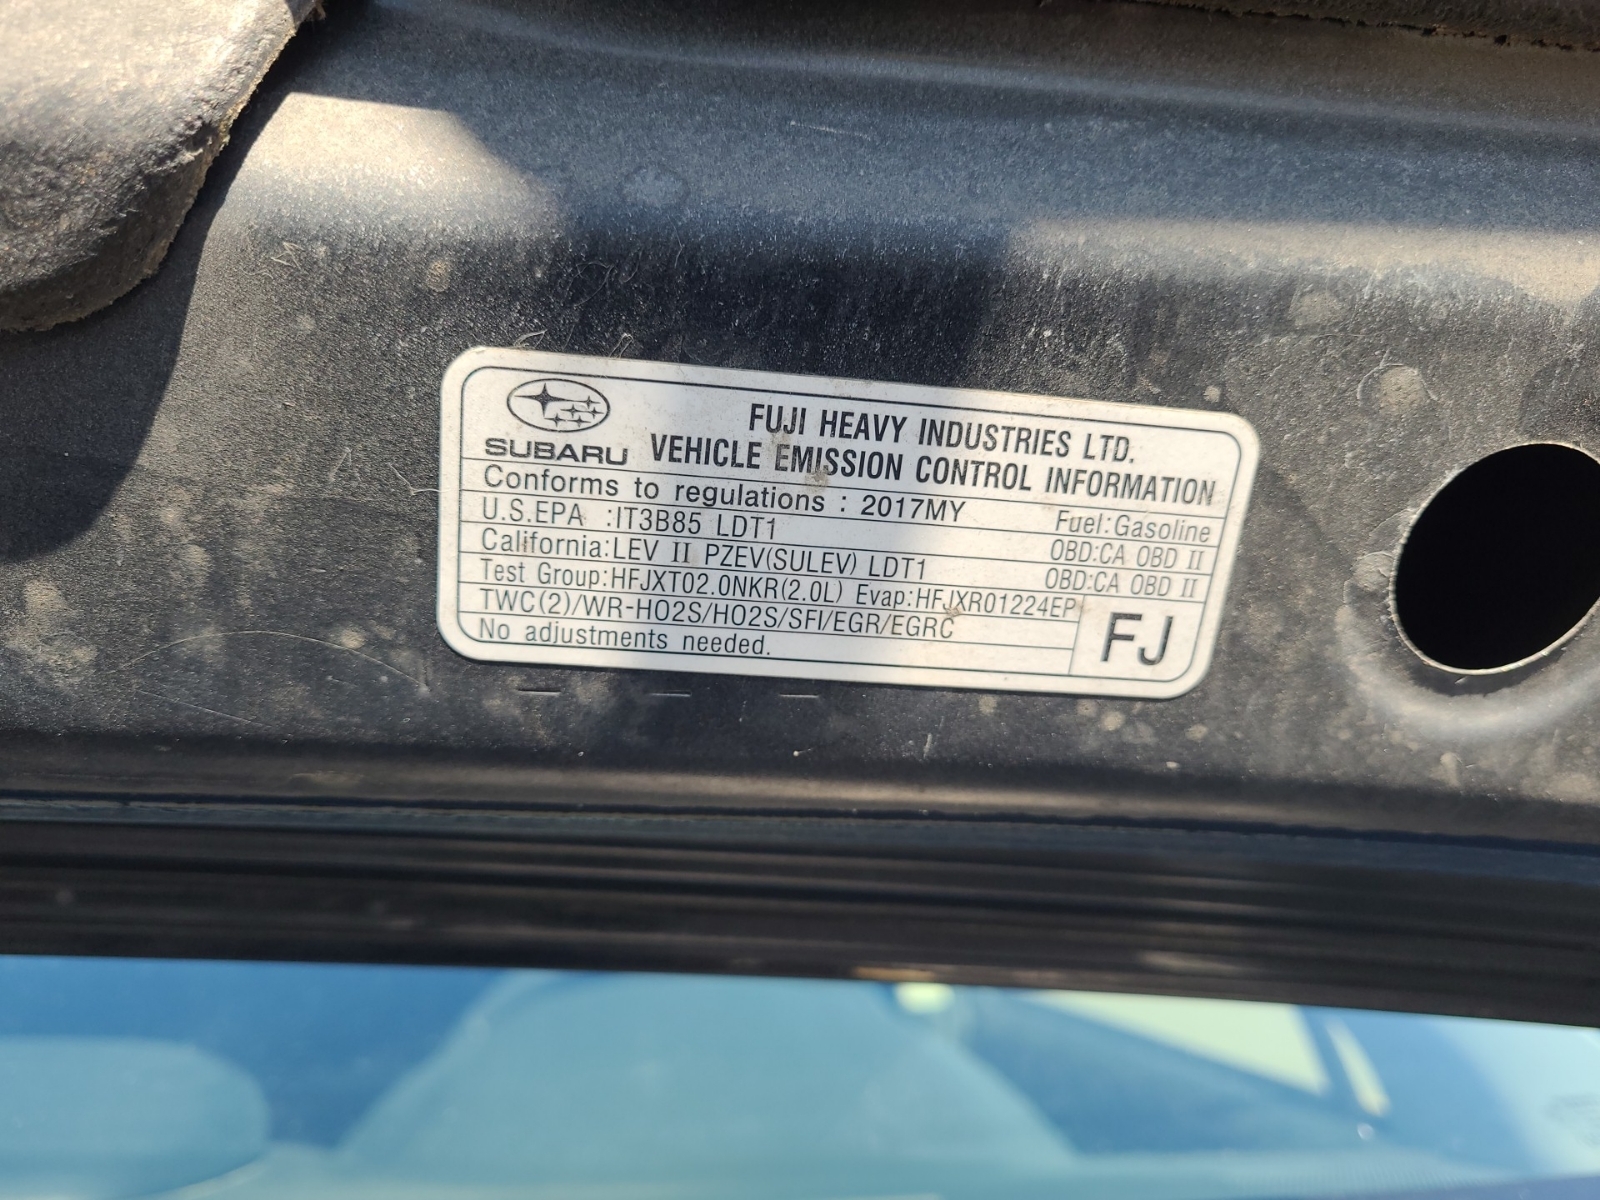 SUBARU
FUJI HEAVY INDUSTRIES LTD.
VEHICLE EMISSION CONTROL INFORMATION
Conforms to regulations : 2017MY Fuel:Gasoline
U.S.EPA :IT3B85 LDT1 OBD:CA OBD II
California:LEV II PZEV(SULEV) LDT1 OBD:CA OBD II
Test Group:HFJXT02.0NKR(2.0L) Evap:HFJXR01224EP
TWC(2)/WR-HO2S/HO2S/SFI/EGR/EGRC
No adjustments needed.
FJ